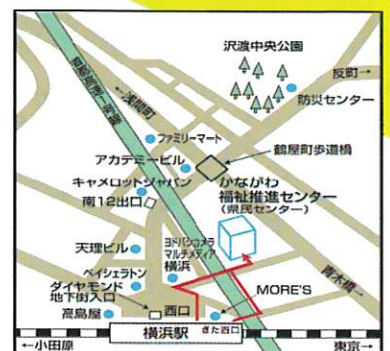 沢渡中央公園
反町
→
防災センター
首都高速三ツ沢線
←浅間町
ファミリーマート
鶴屋町歩道橋
アカデミービル
キャメロットジャパン
南12出口
かながわ
福祉推進センター
(県民センター)
天理ビル
ヨドバシカメラ
マルチメディア
横浜
ベイシェラトン
ダイヤモンド
地下街入口
青木橋→
MORE'S
高島屋
西口
きた西口
横浜駅
←小田原
東京→